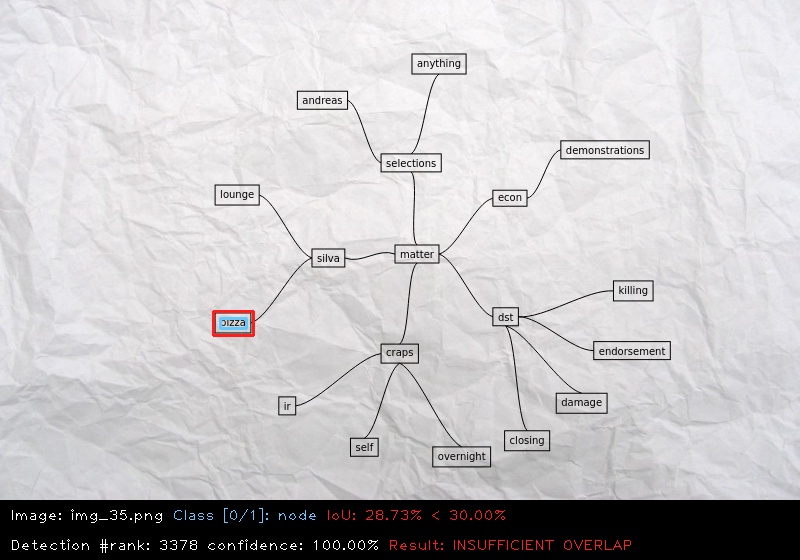 anything
andreas
selections
demonstrations
lounge
econ
matter
silva
killing
dst
pizza
endorsement
craps
damage
ir
closing
self
overnight
Image: img_35.png Class [0/1]: node IoU: 28.73% < 30.00%
Detection #rank: 3378 confidence: 100.00% Result: INSUFFICIENT OVERLAP